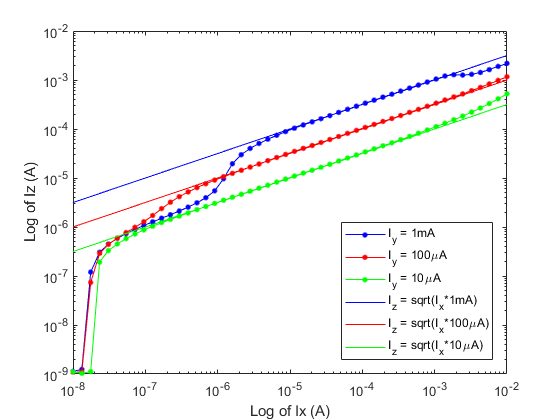 10^-2
10^-3
10^-4
10^-5
10^-6
10^-7
10^-8
10^-9
Log of Iz (A)
I_y = 1mA
I_y = 100μA
I_y = 10μA
I_z = sqrt(I_x*1mA)
I_z = sqrt(I_x*100μA)
I_z = sqrt(I_x*10μA)
10^-8 10^-7 10^-6 10^-5 10^-4 10^-3 10^-2
Log of Ix (A)